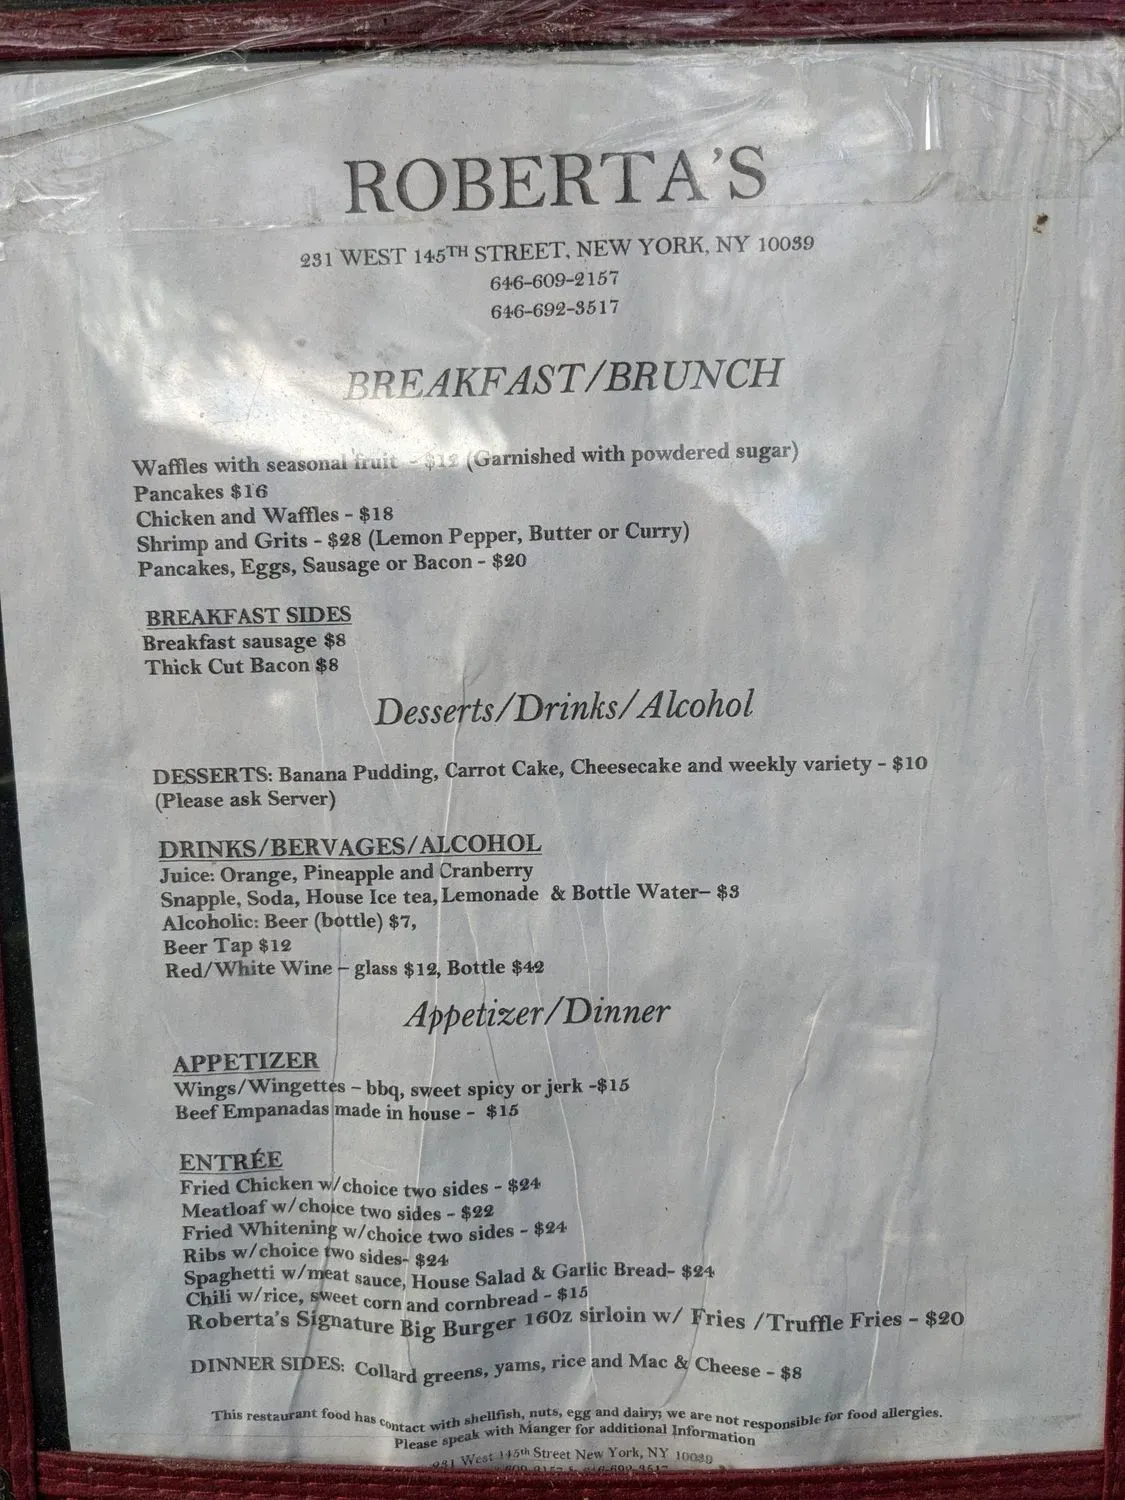 ROBERTA'S
231 WEST 145TH STREET, NEW YORK, NY 10039
646-609-2157
646-692-3517
BREAKFAST/BRUNCH
Waffles with seasonal fruit - $12 (Garnished with powdered sugar)
Pancakes $16
Chicken and Waffles - $18
Shrimp and Grits - $28 (Lemon Pepper, Butter or Curry)
Pancakes, Eggs, Sausage or Bacon - $20
BREAKFAST SIDES
Breakfast sausage $8
Thick Cut Bacon $8
Desserts/Drinks/Alcohol
DESSERTS: Banana Pudding, Carrot Cake, Cheesecake and weekly variety - $10
(Please ask Server)
DRINKS/BERVAGES/ALCOHOL
Juice: Orange, Pineapple and Cranberry
Snapple, Soda, House Ice tea, Lemonade & Bottle Water– $3
Alcoholic: Beer (bottle) $7,
Beer Tap $12
Red/White Wine – glass $12, Bottle $42
Appetizer/Dinner
APPETIZER
Wings/Wingettes – bbq, sweet spicy or jerk -$15
Beef Empanadas made in house - $15
ENTRÉE
Fried Chicken w/choice two sides - $24
Meatloaf w/choice two sides - $22
Fried Whitening w/choice two sides - $24
Ribs w/choice two sides- $24
Spaghetti w/meat sauce, House Salad & Garlic Bread- $24
Chili w/rice, sweet corn and cornbread - $15
Roberta's Signature Big Burger 16Oz sirloin w/ Fries /Truffle Fries - $20
DINNER SIDES: Collard greens, yams, rice and Mac & Cheese - $8
This restaurant food has contact with shellfish, nuts, egg and dairy; we are not responsible for food allergies.
Please speak with Manger for additional Information
231 West 145th Street New York, NY 10039